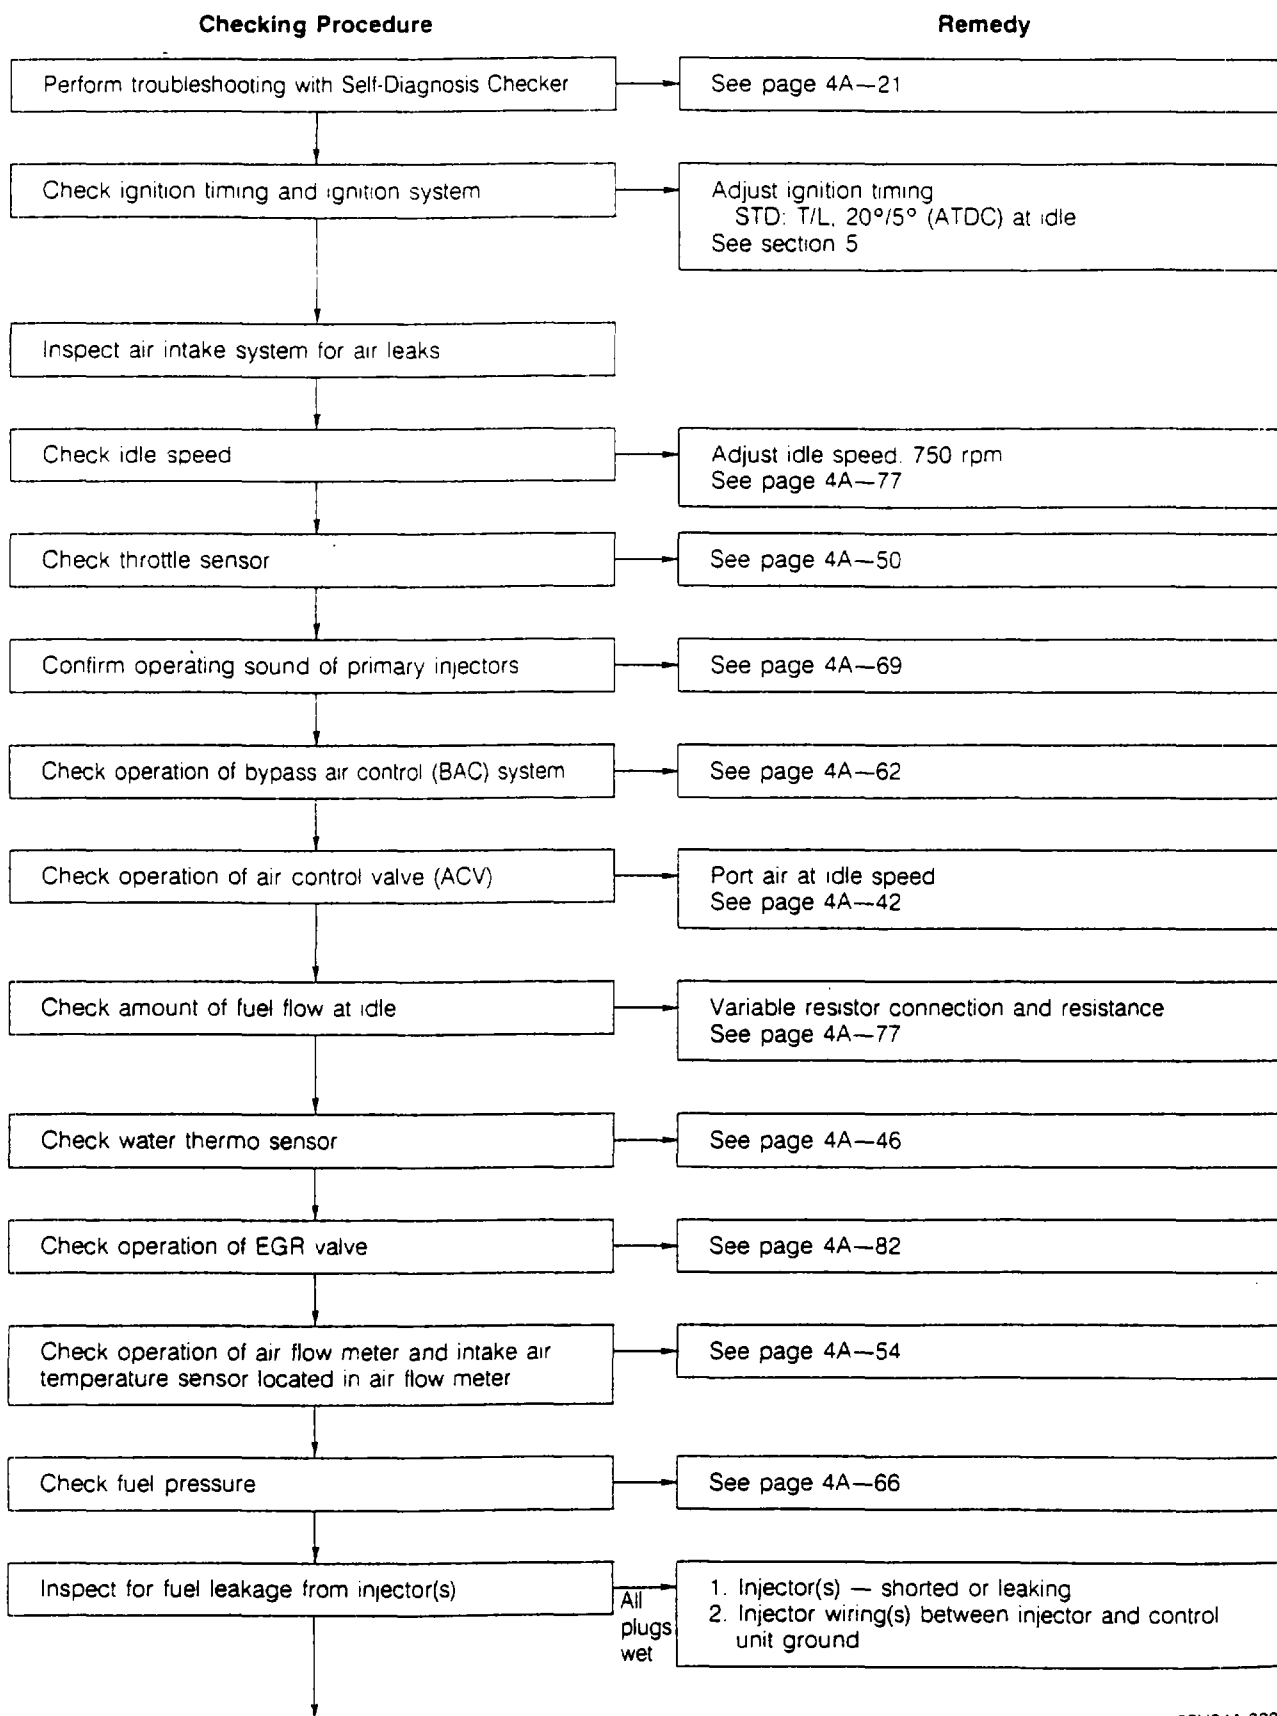 Checking Procedure
Remedy
Perform troubleshooting with Self-Diagnosis Checker
See page 4A—21
Check ignition timing and ignition system
Adjust ignition timing
STD: T/L, 20°/5° (ATDC) at idle
See section 5
Inspect air intake system for air leaks
Check idle speed
Adjust idle speed. 750 rpm
See page 4A—77
Check throttle sensor
See page 4A—50
Confirm operating sound of primary injectors
See page 4A—69
Check operation of bypass air control (BAC) system
See page 4A—62
Check operation of air control valve (ACV)
Port air at idle speed
See page 4A—42
Check amount of fuel flow at idle
Variable resistor connection and resistance
See page 4A—77
Check water thermo sensor
See page 4A—46
Check operation of EGR valve
See page 4A—82
Check operation of air flow meter and intake air
temperature sensor located in air flow meter
See page 4A—54
Check fuel pressure
See page 4A—66
Inspect for fuel leakage from injector(s)
All
plugs
wet
1. Injector(s) — shorted or leaking
2. Injector wiring(s) between injector and control
unit ground